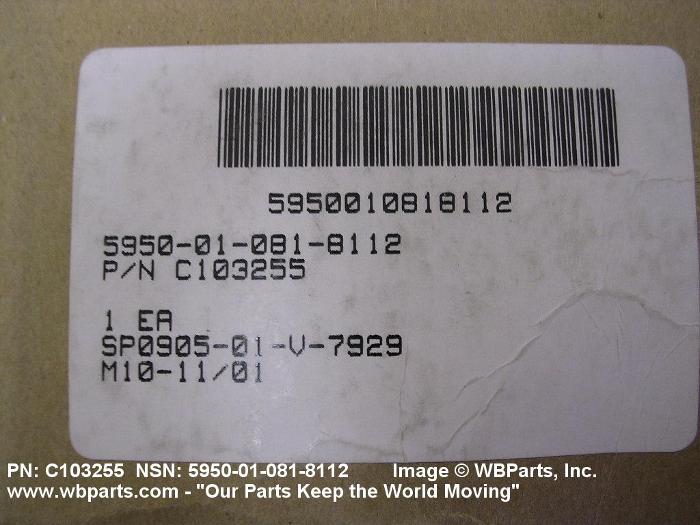 5950010818112
5950-01-081-8112
P/N C103255
1 EA
SP0905-01-V-7929
M10-11/01
PN: C103255 NSN: 5950-01-081-8112 Image © WBParts, Inc.
www.wbparts.com - "Our Parts Keep the World Moving"